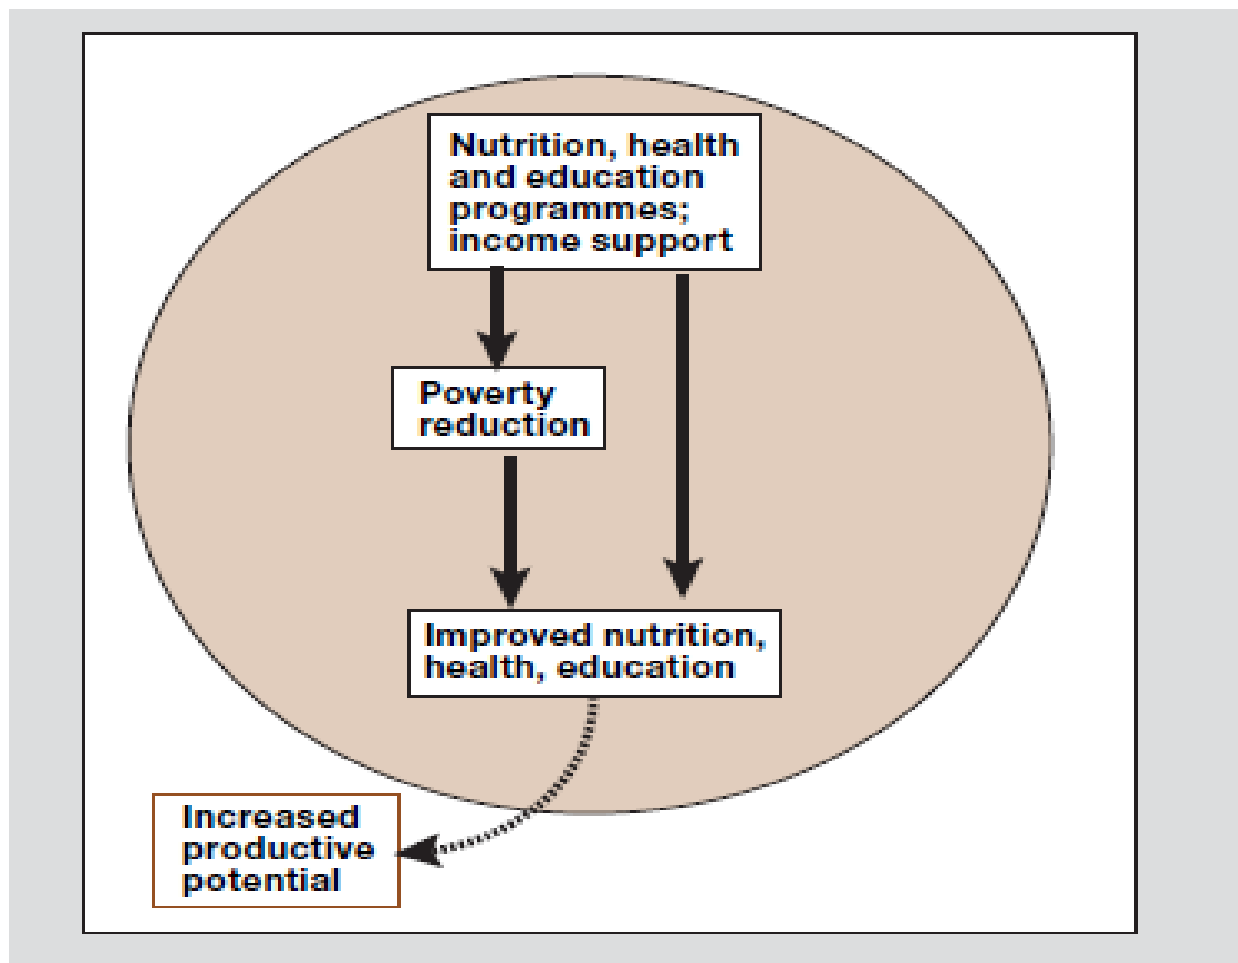 Nutrition, health
and education
programmes;
income support
Poverty
reduction
Improved nutrition,
health, education
Increased
productive
potential